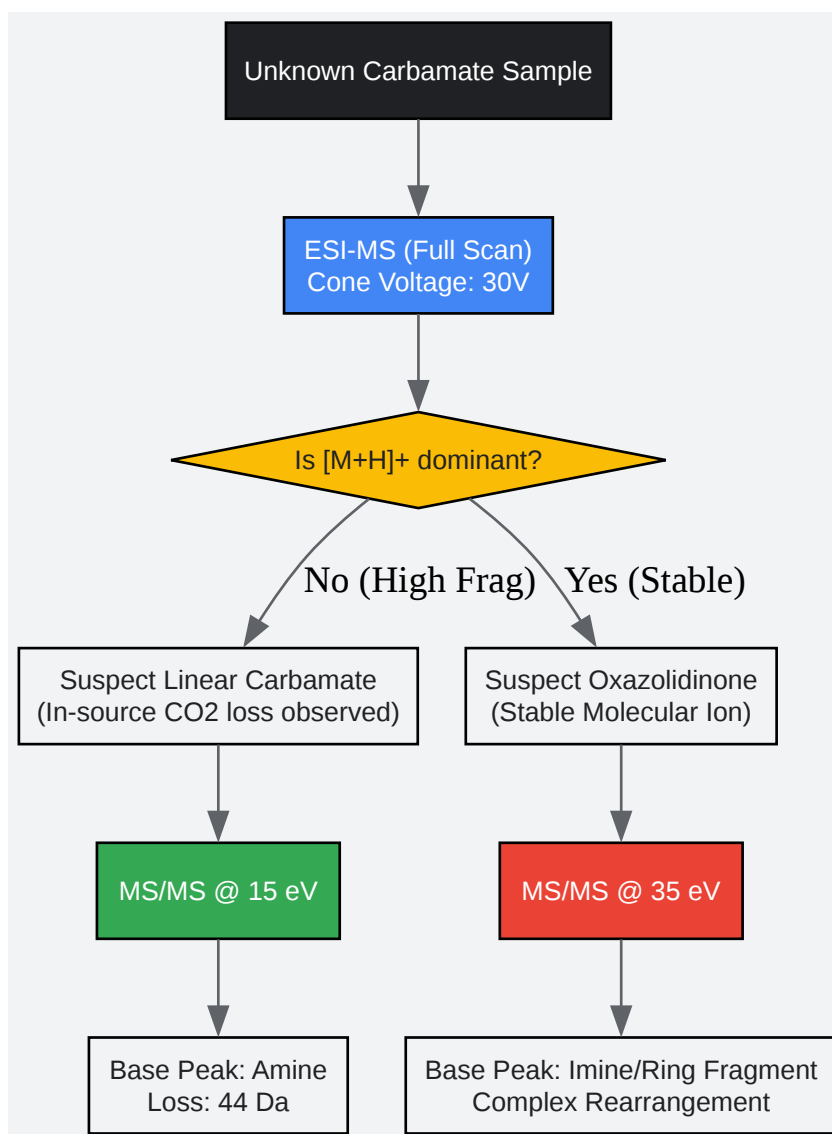 Unknown Carbamate Sample
ESI-MS (Full Scan)
Cone Voltage: 30V
Is [M+H]+ dominant?
No (High Frag)
Yes (Stable)
Suspect Linear Carbamate
(In-source CO2 loss observed)
Suspect Oxazolidinone
(Stable Molecular Ion)
MS/MS @ 15 eV
MS/MS @ 35 eV
Base Peak: Amine
Loss: 44 Da
Base Peak: Imine/Ring Fragment
Complex Rearrangement